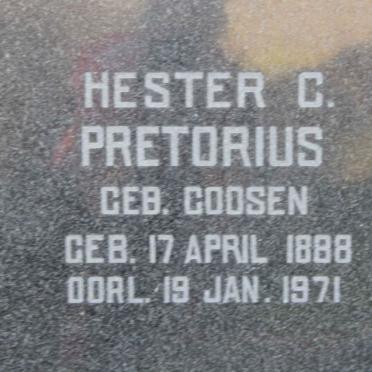 HESTER C.
PRETORIUS
GEB. GOOSEN
GEB. 17 APRIL 1888
OORL. 19 JAN. 1971